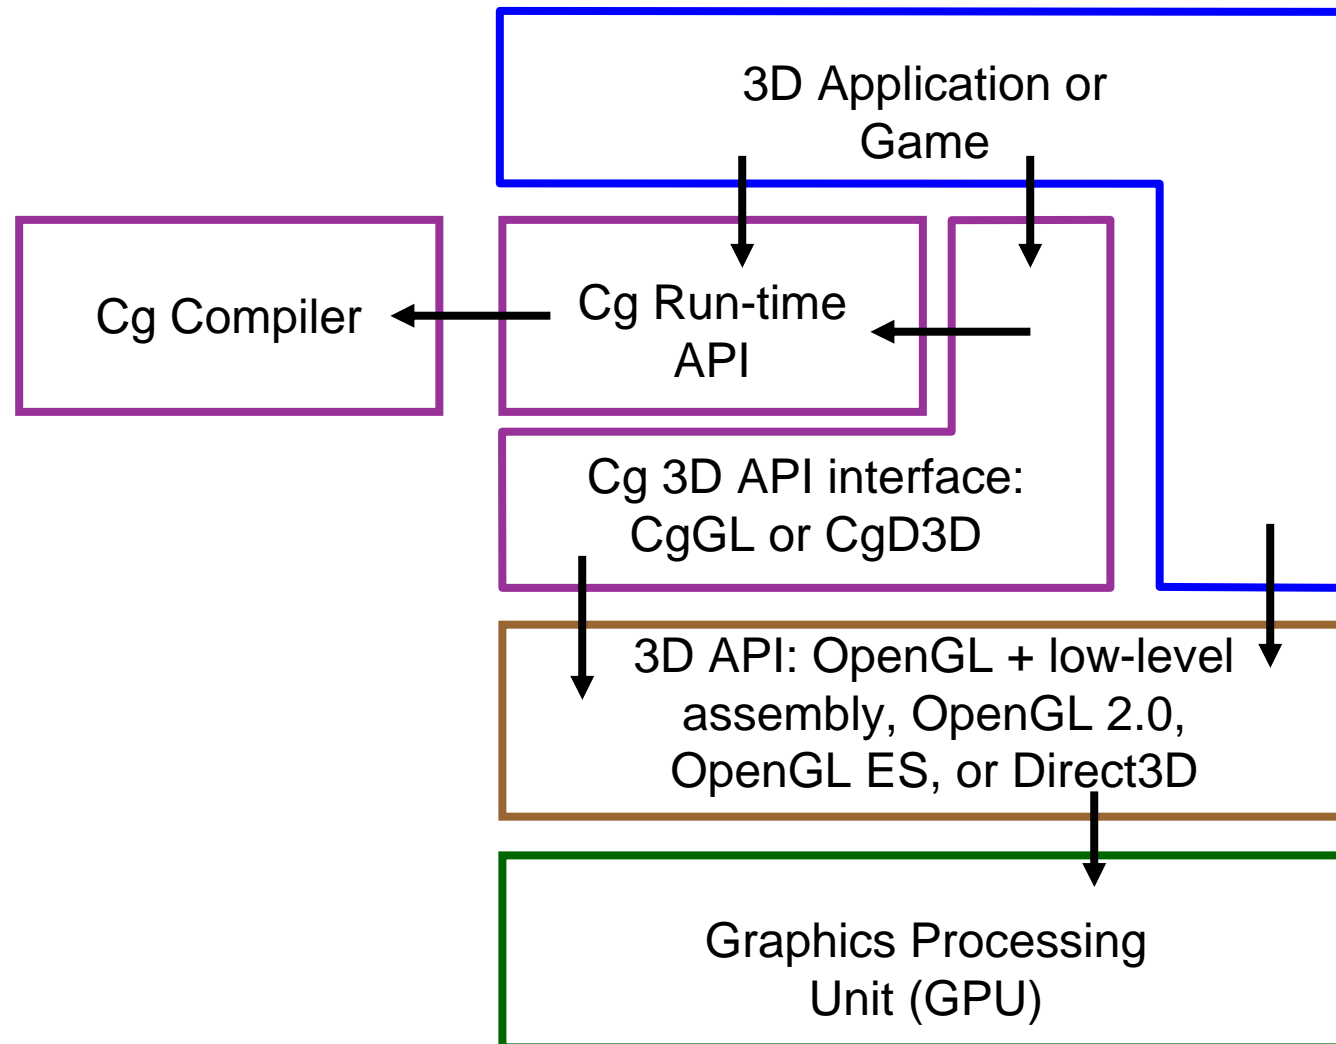 3D Application or
Game
Cg Compiler
Cg Run-time
API
Cg 3D API interface:
CgGL or CgD3D
3D API: OpenGL + low-level
assembly, OpenGL 2.0,
OpenGL ES, or Direct3D
Graphics Processing
Unit (GPU)